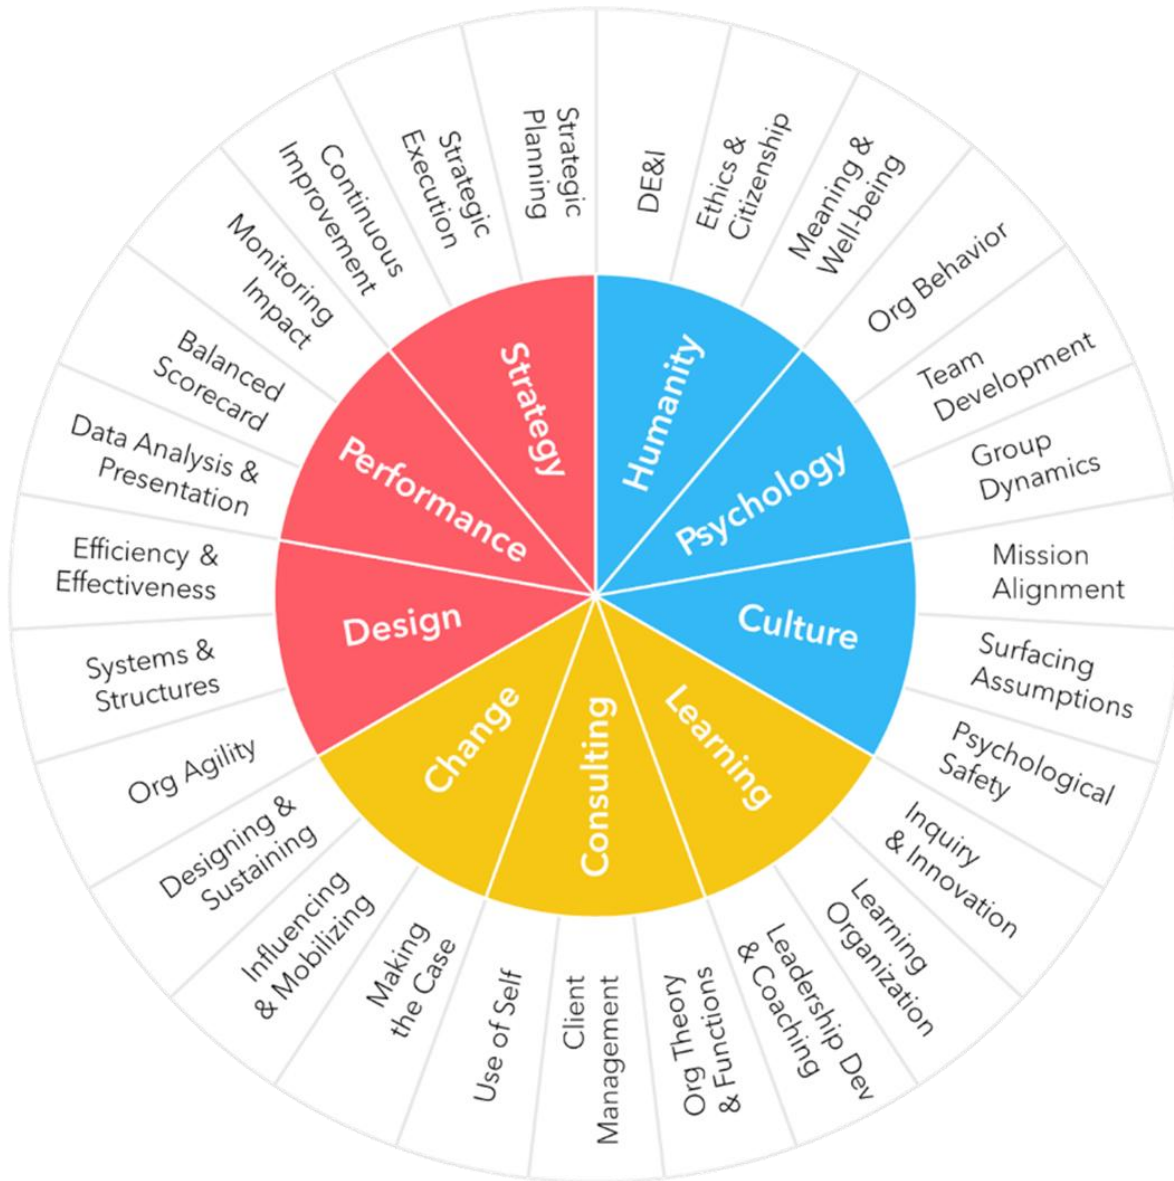 Strategy
Humanity
Psychology
Culture
Learning
Consulting
Change
Design
Performance
DE&I
Ethics &
Citizenship
Meaning &
Well-being
Org Behavior
Team
Development
Group
Dynamics
Mission
Alignment
Surfacing
Assumptions
Psychological
Safety
Inquiry
& Innovation
Learning
Organization
Leadership Dev
& Coaching
Org Theory
& Functions
Client
Management
Use of Self
Making
the Case
Influencing
& Mobilizing
Designing &
Sustaining
Org Agility
Systems &
Structures
Efficiency &
Effectiveness
Data Analysis &
Presentation
Balanced
Scorecard
Monitoring
Impact
Continuous
Improvement
Strategic
Execution
Strategic
Planning